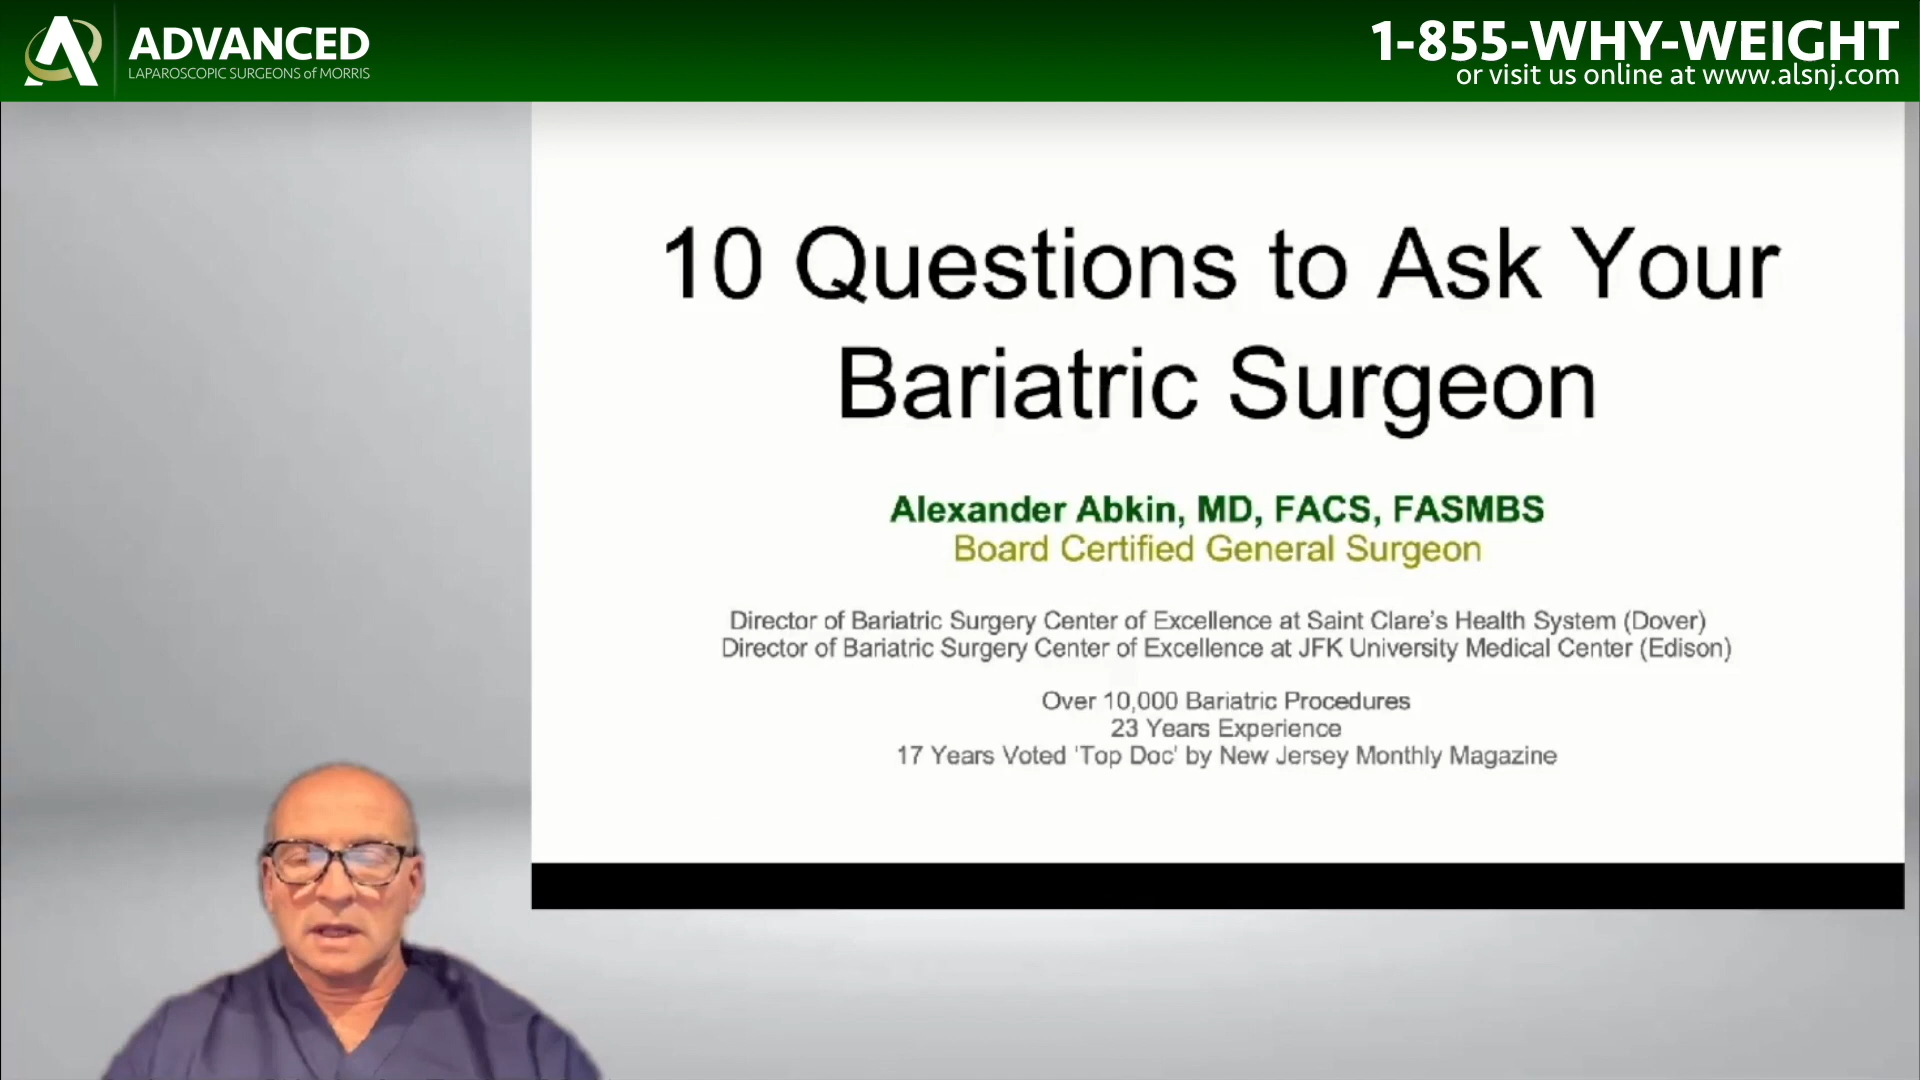 ADVANCED
LAPAROSCOPIC SURGEONS of MORRIS
1-855-WHY-WEIGHT
or visit us online at www.alsnj.com
10 Questions to Ask Your
Bariatric Surgeon
Alexander Abkin, MD, FACS, FASMBS
Board Certified General Surgeon
Director of Bariatric Surgery Center of Excellence at Saint Clare’s Health System (Dover)
Director of Bariatric Surgery Center of Excellence at JFK University Medical Center (Edison)
Over 10,000 Bariatric Procedures
23 Years Experience
17 Years Voted ‘Top Doc’ by New Jersey Monthly Magazine